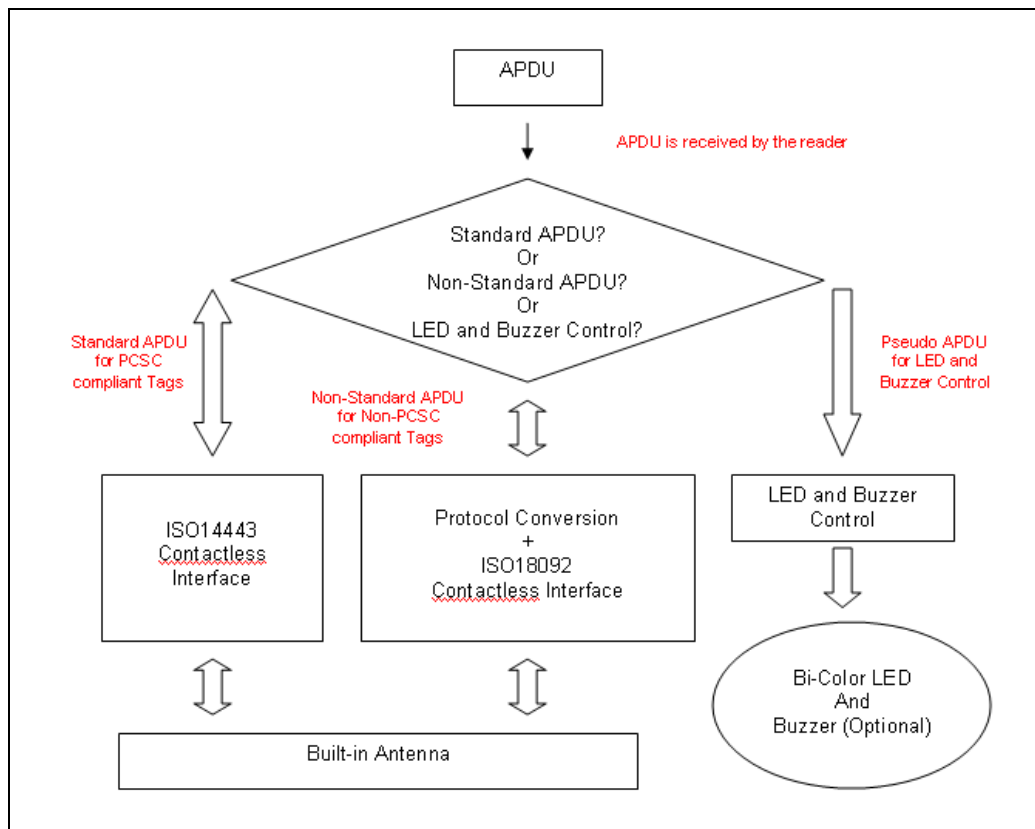 APDU
APDU is received by the reader
Standard APDU?
Or
Non-Standard APDU?
Or
LED and Buzzer Control?
Standard APDU
for PCSC
compliant Tags
Non-Standard APDU
for Non-PCSC
compliant Tags
Pseudo APDU
for LED and
Buzzer Control
ISO14443
Contactless
Interface
Protocol Conversion
+
ISO18092
Contactless Interface
LED and Buzzer
Control
Bi-Color LED
And
Buzzer (Optional)
Built-in Antenna